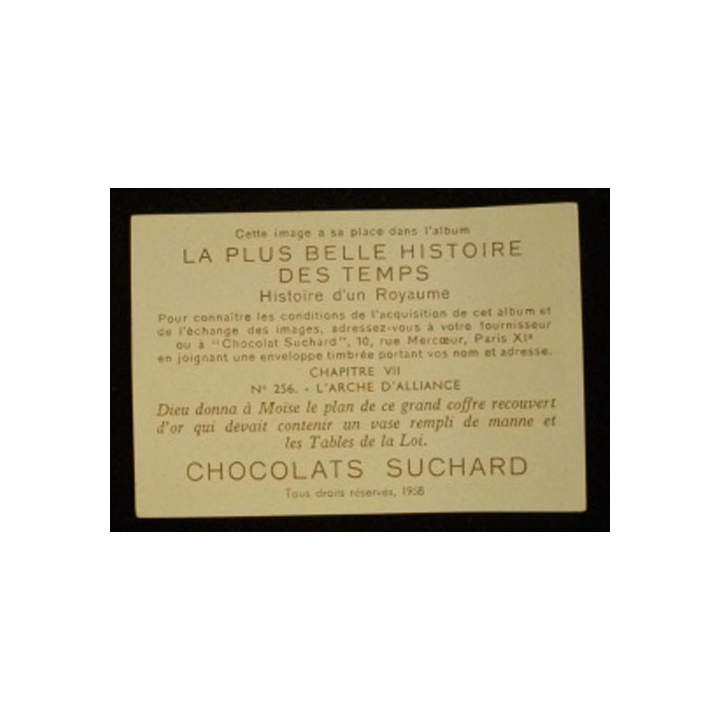 Cette image a sa place dans l'album
LA PLUS BELLE HISTOIRE
DES TEMPS
Histoire d'un Royaume
Pour connaître les conditions de l'acquisition de cet album et
de l'échange des images, adressez-vous à votre fournisseur
ou à "Chocolat Suchard", 10, rue Mercœur, Paris XIe
en joignant une enveloppe timbrée portant vos nom et adresse.
CHAPITRE VII
No 256. - L'ARCHE D'ALLIANCE
Dieu donna à Moïse le plan de ce grand coffre recouvert
d'or qui devait contenir un vase rempli de manne et
les Tables de la Loi.
CHOCOLATS SUCHARD
Tous droits réservés, 1958